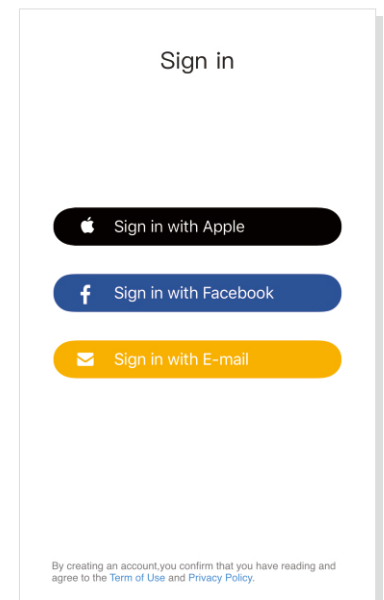 Sign in
Sign in with Apple
Sign in with Facebook
Sign in with E-mail
By creating an account,you confirm that you have reading and
agree to the Term of Use and Privacy Policy.